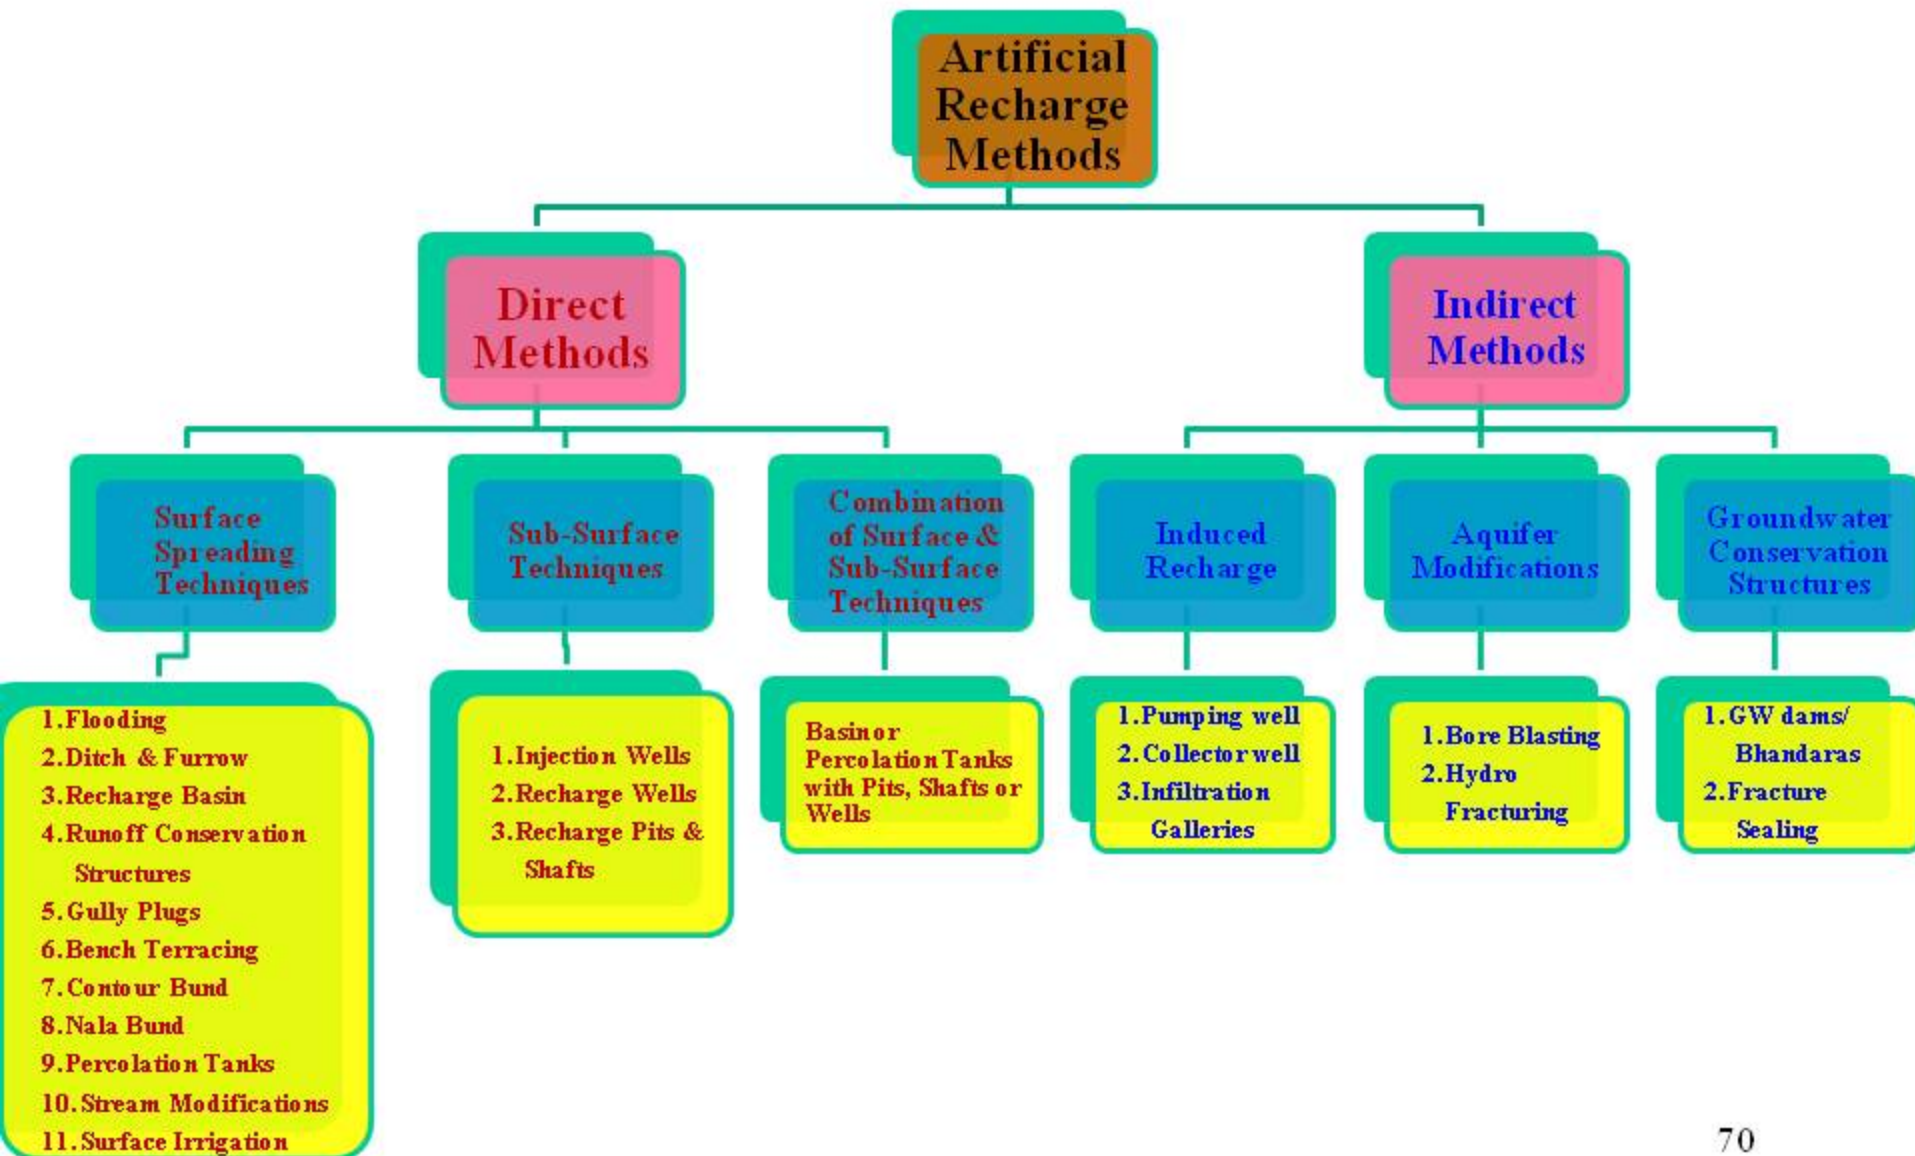 Artificial
Recharge
Methods
Direct
Methods
Indirect
Methods
Surface
Spreading
Techniques
Sub-Surface
Techniques
Combination
of Surface &
Sub-Surface
Techniques
Induced
Recharge
Aquifer
Modifications
Groundwater
Conservation
Structures
1.Flooding
2.Ditch & Furrow
3.Recharge Basin
4.Runoff Conservation
Structures
5.Gully Plugs
6.Bench Terracing
7.Contour Bund
8.Nala Bund
9.Percolation Tanks
10.Stream Modifications
11.Surface Irrigation
1.Injection Wells
2.Recharge Wells
3.Recharge Pits &
Shafts
Basin or
Percolation Tanks
with Pits, Shafts or
Wells
1.Pumping well
2.Collector well
3.Infiltration
Galleries
1.Bore Blasting
2.Hydro
Fracturing
1.GW dams/
Bhandaras
2.Fracture
Sealing
70